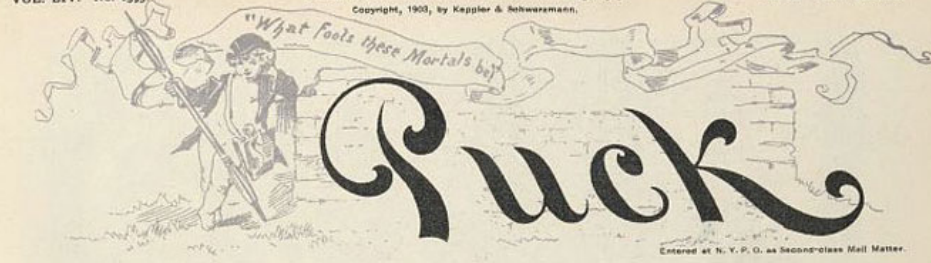 Copyright, 1903, by Keppler & Schwarzmann.
"What fools these Mortals be!"
Puck
Entered at N. Y. P. O. as Second-class Mail Matter.